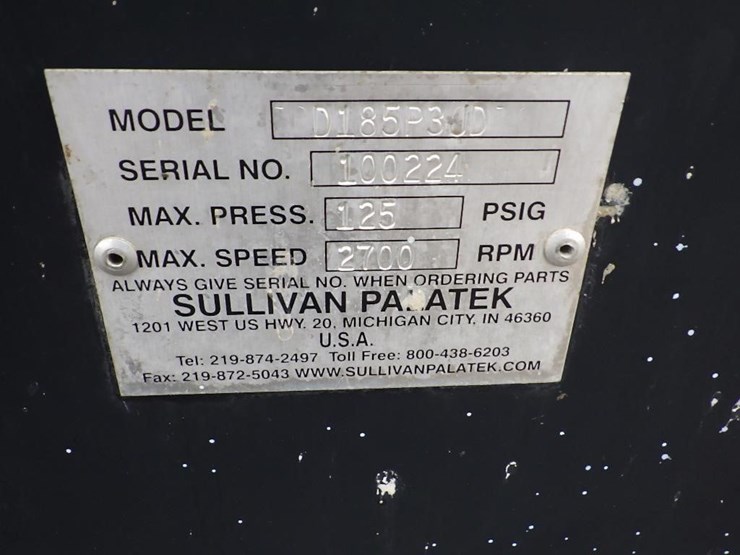 MODEL D185P3JD
SERIAL NO. 100224
MAX. PRESS. 125 PSIG
MAX. SPEED 2700 RPM
ALWAYS GIVE SERIAL NO. WHEN ORDERING PARTS
SULLIVAN PALATEK
1201 WEST US HWY. 20, MICHIGAN CITY, IN 46360
U.S.A.
Tel: 219-874-2497 Toll Free: 800-438-6203
Fax: 219-872-5043 WWW.SULLIVANPALATEK.COM